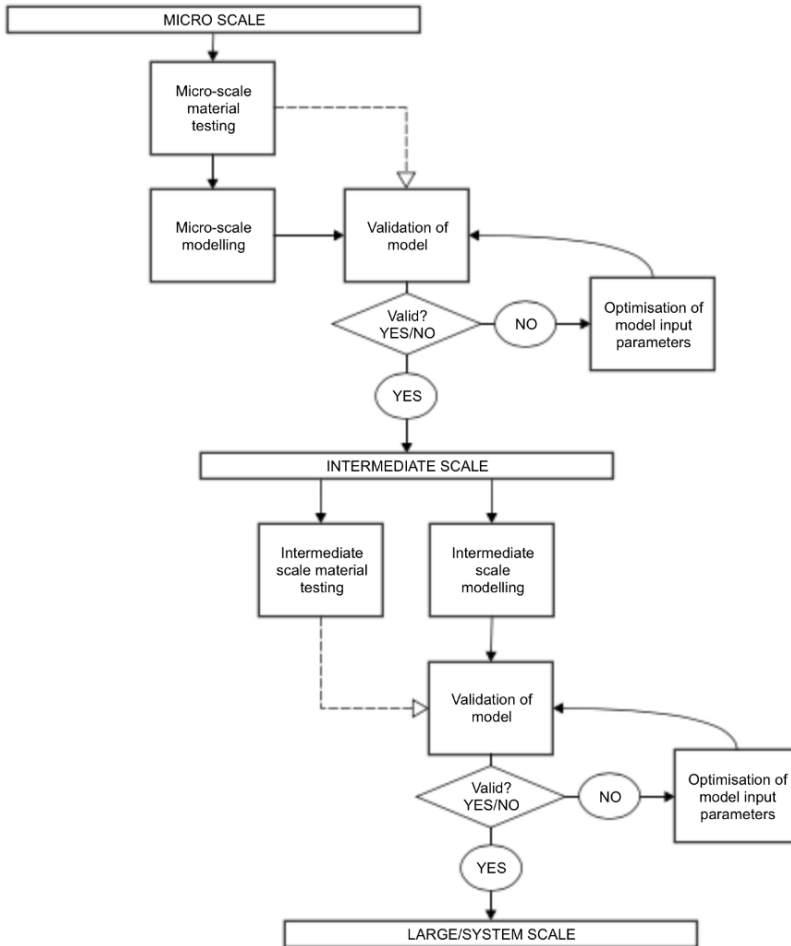 MICRO SCALE
Micro-scale
material
testing
Micro-scale
modelling
Validation of
model
Valid?
YES/NO
NO
Optimisation of
model input
parameters
YES
INTERMEDIATE SCALE
Intermediate
scale material
testing
Intermediate
scale
modelling
Validation of
model
Valid?
YES/NO
NO
Optimisation of
model input
parameters
YES
LARGE/SYSTEM SCALE